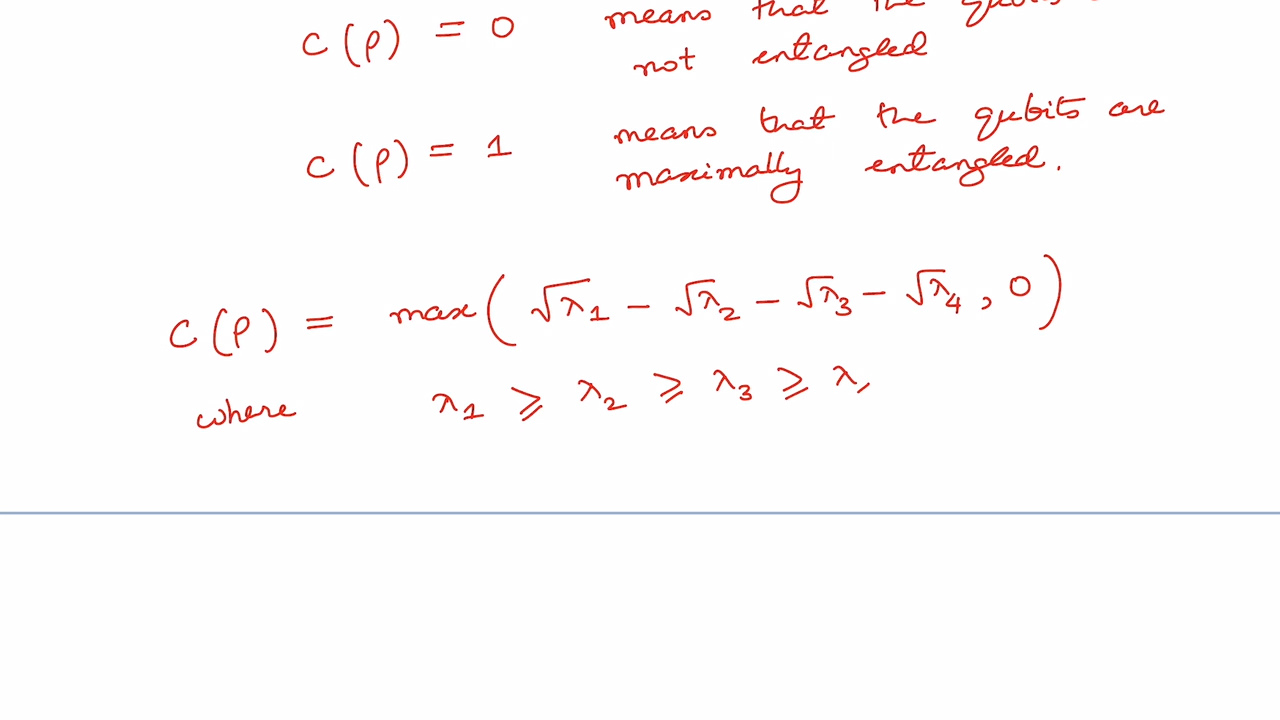 C(ρ) = 0 means that the
not entangled
C(ρ) = 1 means that the qubits are
maximally entangled.
C(ρ) = max(√λ1 - √λ2 - √λ3 - √λ4, 0)
where λ1 ⩾ λ2 ⩾ λ3 ⩾ λ